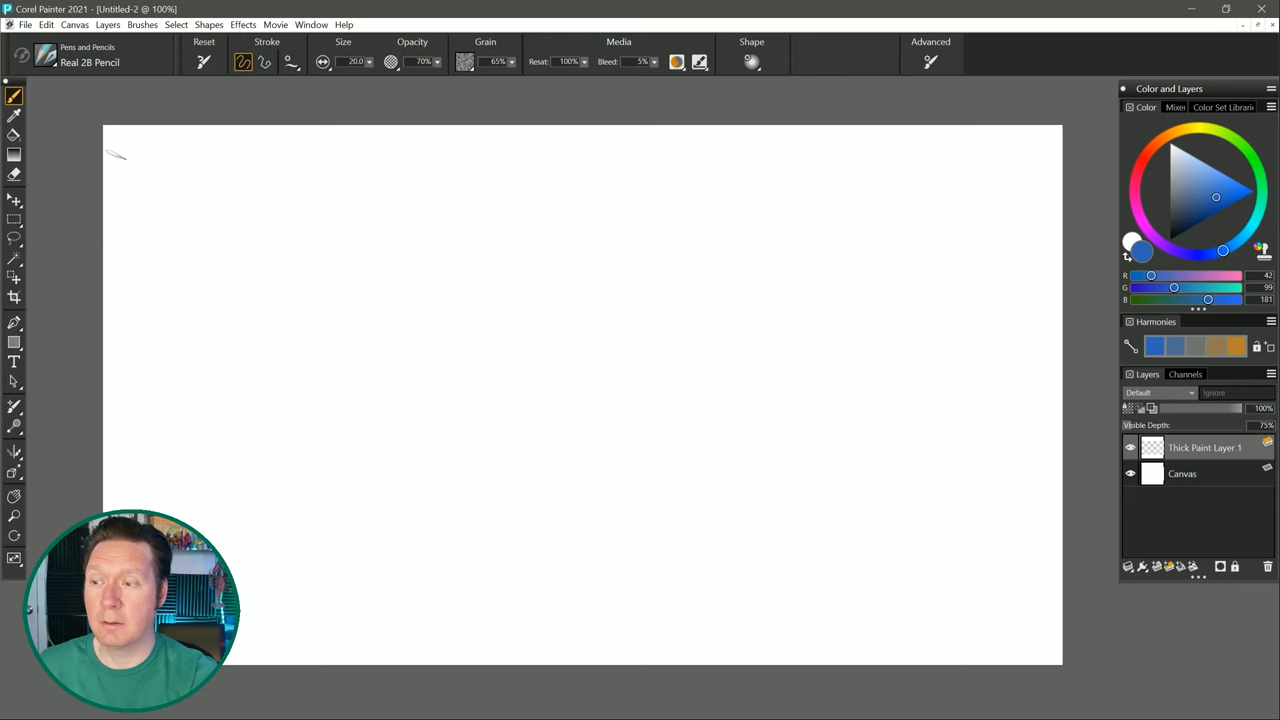 Corel Painter 2021 - [Untitled-2 @ 100%]
File Edit Canvas Layers Brushes Select Shapes Effects Movie Window Help
Pens and Pencils
Real 2B Pencil
Reset Stroke Size Opacity Grain Media Shape Advanced
20.0 70% 65% Resat: 100% Bleed: 5%
Color and Layers
Color Mixer Color Set Librarie
R 42
G 99
B 181
Harmonies
Layers Channels
Default Ignore
100%
Visible Depth: 75%
Thick Paint Layer 1
Canvas